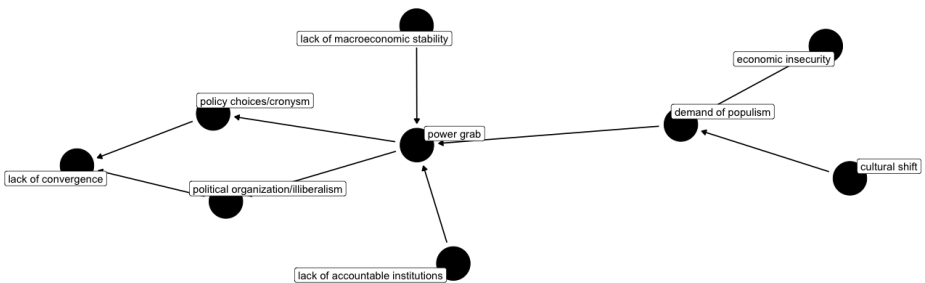 lack of macroeconomic stability
economic insecurity
policy choices/cronysm
demand of populism
power grab
cultural shift
lack of convergence
political organization/illiberalism
lack of accountable institutions